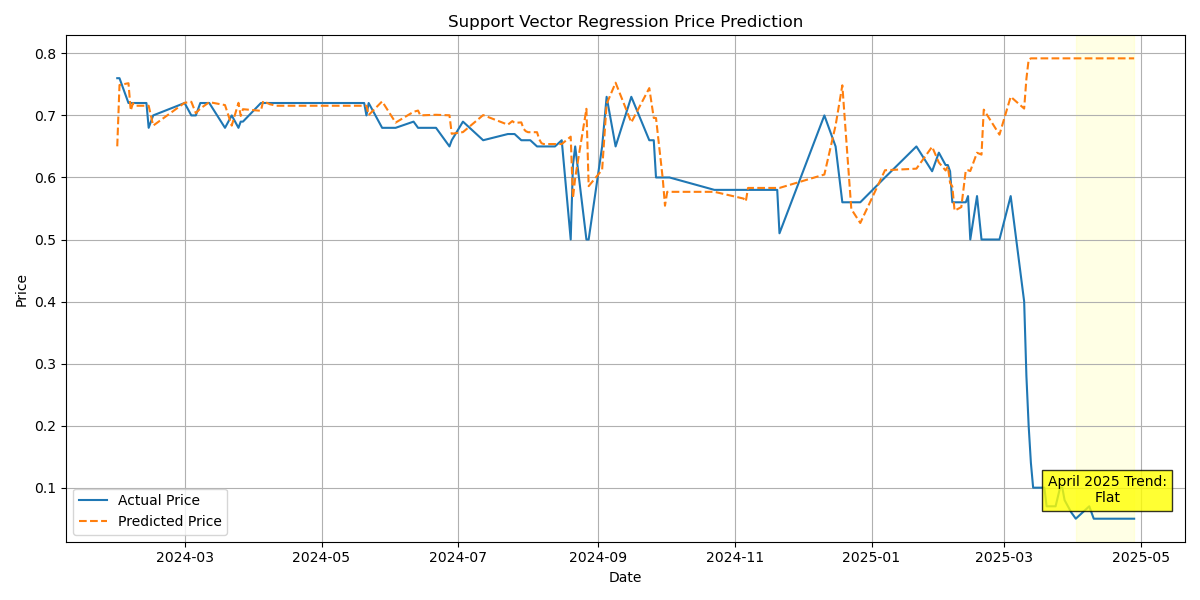 Support Vector Regression Price Prediction
Price
0.8
0.7
0.6
0.5
0.4
0.3
0.2
0.1
April 2025 Trend:
Flat
Actual Price
Predicted Price
2024-03 2024-05 2024-07 2024-09 2024-11 2025-01 2025-03 2025-05
Date